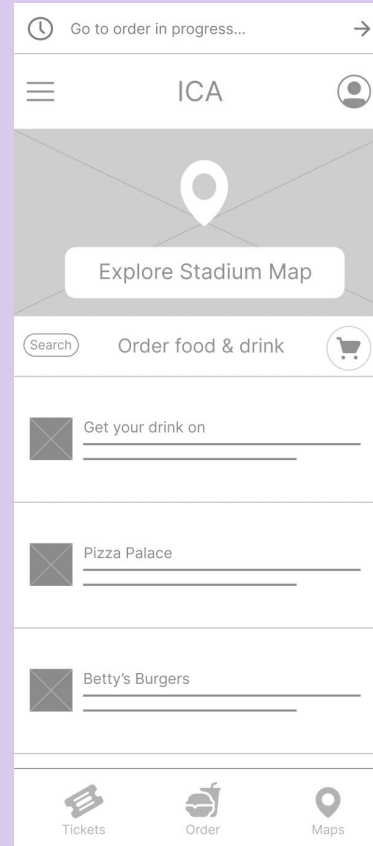 Go to order in progress...
ICA
Explore Stadium Map
Search
Order food & drink
Get your drink on
Pizza Palace
Betty's Burgers
Tickets
Order
Maps